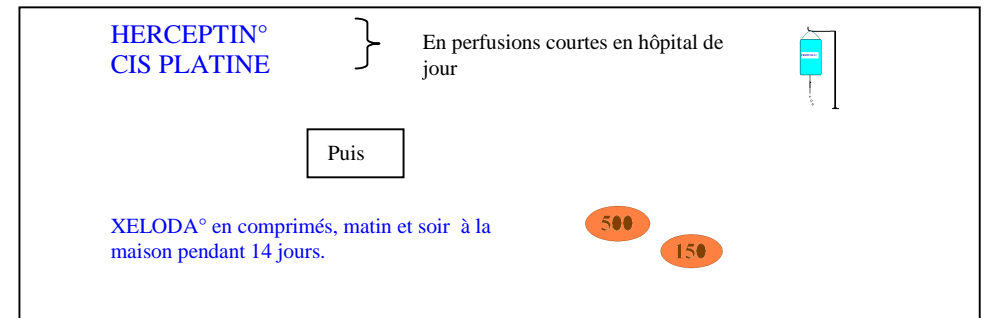 HERCEPTIN°
CIS PLATINE
En perfusions courtes en hôpital de
jour
Puis
XELODA° en comprimés, matin et soir à la
maison pendant 14 jours.
500
150